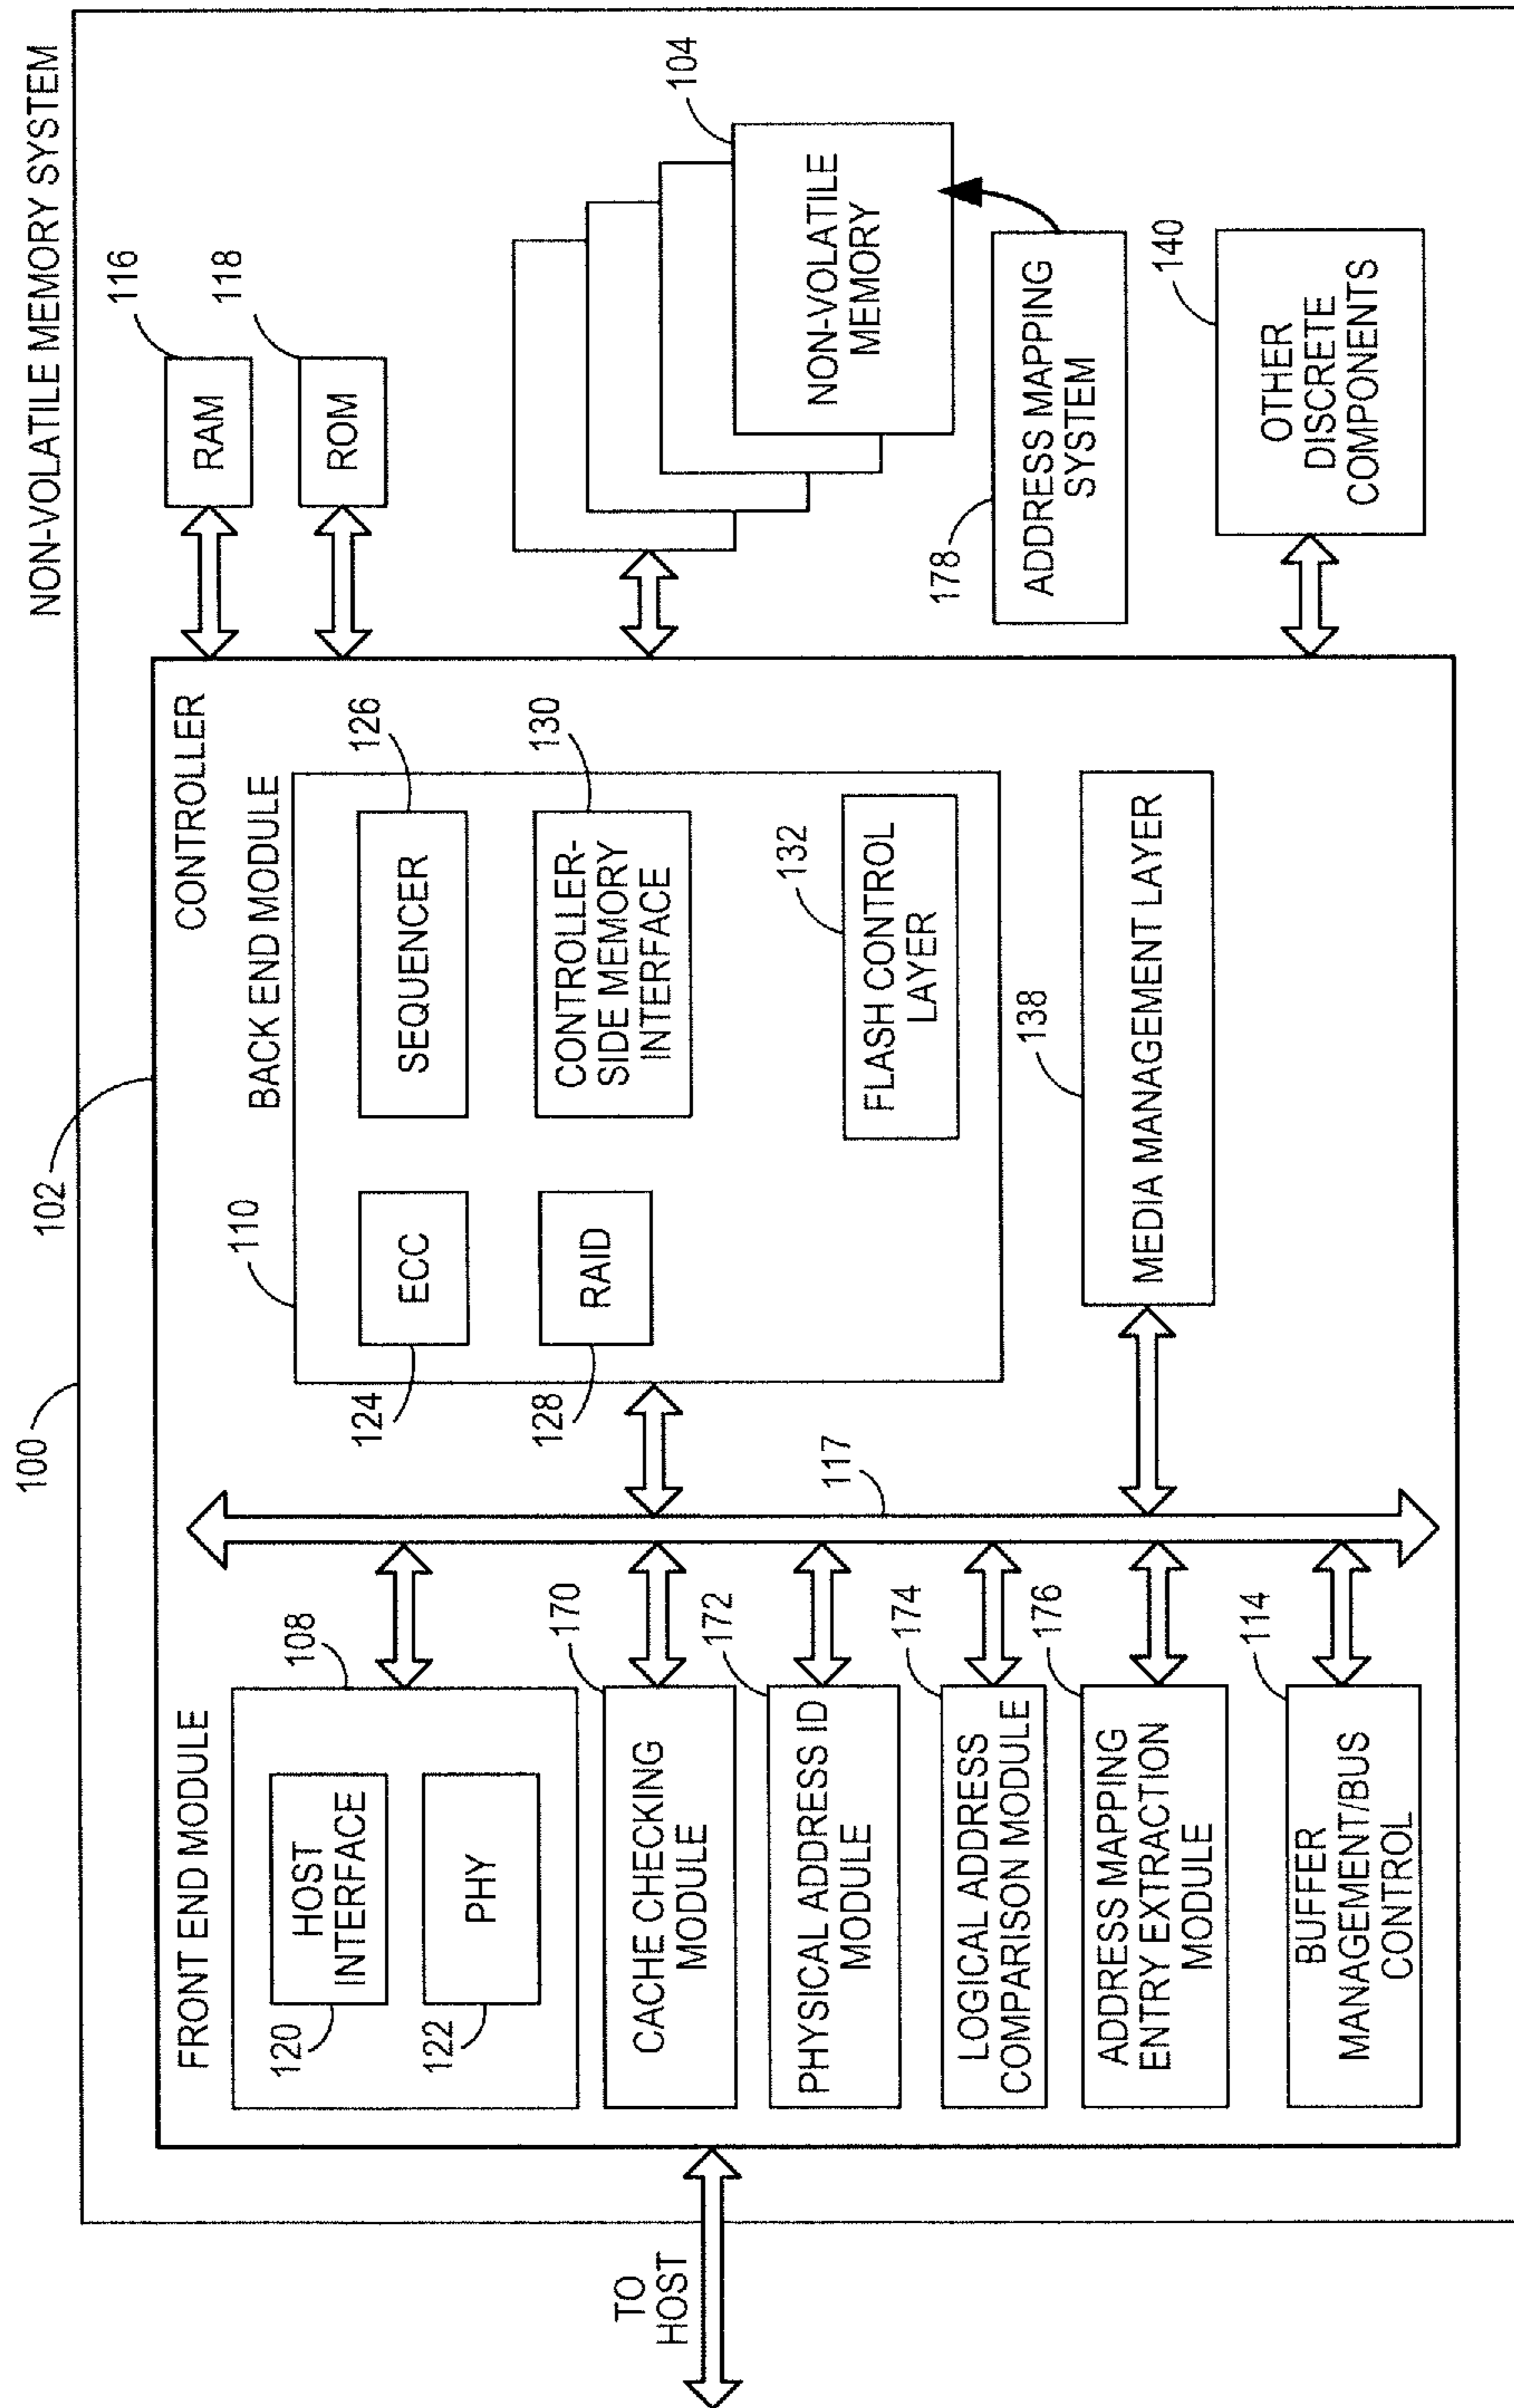 NON-VOLATILE MEMORY SYSTEM
100
102
CONTROLLER
FRONT END MODULE
108
HOST
INTERFACE
120
PHY
122
CACHE CHECKING
MODULE
170
PHYSICAL ADDRESS ID
MODULE
172
LOGICAL ADDRESS
COMPARISON MODULE
174
ADDRESS MAPPING
ENTRY EXTRACTION
MODULE
176
BUFFER
MANAGEMENT/BUS
CONTROL
114
TO
HOST
117
BACK END MODULE
110
ECC
124
SEQUENCER
126
RAID
128
CONTROLLER-
SIDE MEMORY
INTERFACE
130
FLASH CONTROL
LAYER
132
MEDIA MANAGEMENT LAYER
138
RAM
116
ROM
118
NON-VOLATILE
MEMORY
104
ADDRESS MAPPING
SYSTEM
178
OTHER
DISCRETE
COMPONENTS
140